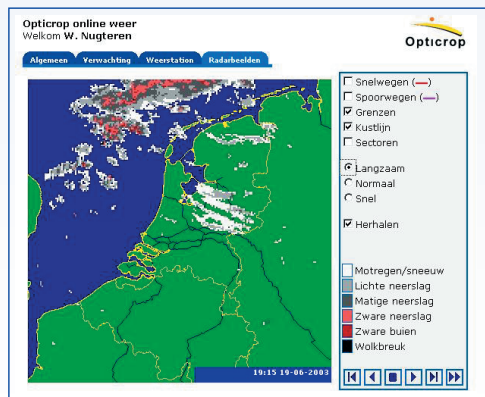 Opticrop online weer
Welkom W. Nugteren
Opticrop
Algemeen Verwachting Weerstation Radarbeelden
Snelwegen (—)
Spoorwegen (—)
Grenzen
Kustlijn
Sectoren
Langzaam
Normaal
Snel
Herhalen
Motregen/sneeuw
Lichte neerslag
Matige neerslag
Zware neerslag
Zware buien
Wolkbreuk
19:15 19-06-2003